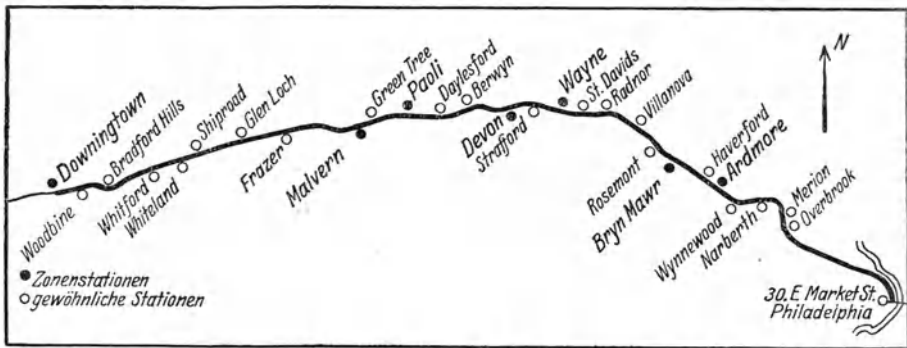 Downingtown
Woodbine
Bradford Hills
Whitford
Whiteland
Shiproad
Glen Loch
Frazer
Malvern
Green Tree
Paoli
Daylesford
Berwyn
Devon
Strafford
Wayne
St. Davids
Radnor
Villanova
Rosemont
Bryn Mawr
Haverford
Ardmore
Wynnewood
Narberth
Merion
Overbrook
30. E Market St.
Philadelphia
N
Zonenstationen
gewöhnliche Stationen